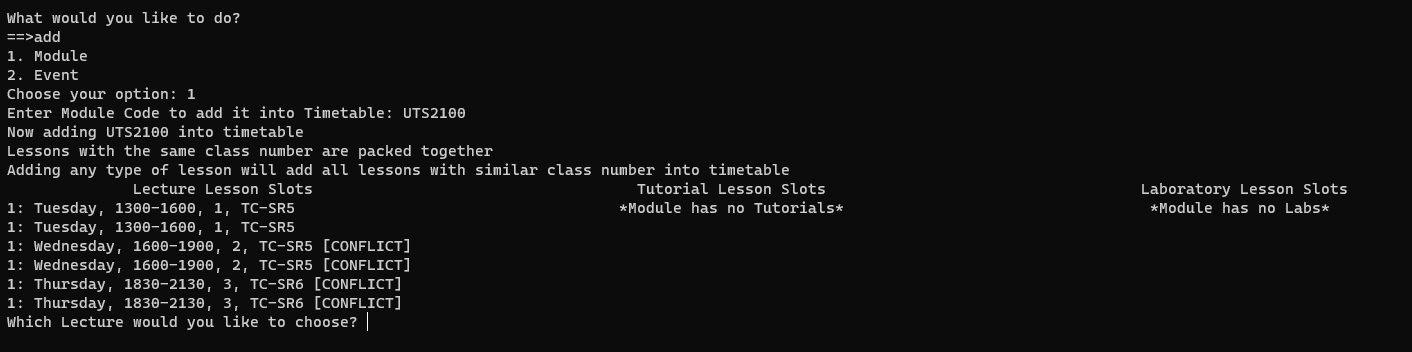 What would you like to do?
==>add
1. Module
2. Event
Choose your option: 1
Enter Module Code to add it into Timetable: UTS2100
Now adding UTS2100 into timetable
Lessons with the same class number are packed together
Adding any type of lesson will add all lessons with similar class number into timetable
Lecture Lesson Slots Tutorial Lesson Slots Laboratory Lesson Slots
1: Tuesday, 1300-1600, 1, TC-SR5 *Module has no Tutorials* *Module has no Labs*
1: Tuesday, 1300-1600, 1, TC-SR5
1: Wednesday, 1600-1900, 2, TC-SR5 [CONFLICT]
1: Wednesday, 1600-1900, 2, TC-SR5 [CONFLICT]
1: Thursday, 1830-2130, 3, TC-SR6 [CONFLICT]
1: Thursday, 1830-2130, 3, TC-SR6 [CONFLICT]
Which Lecture would you like to choose?